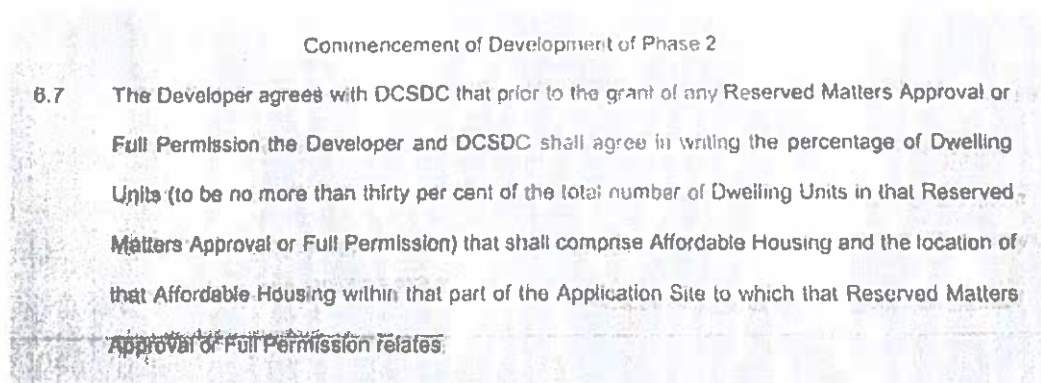 Commencement of Development of Phase 2
6.7 The Developer agrees with DCSDC that prior to the grant of any Reserved Matters Approval or
Full Permission the Developer and DCSDC shall agree in writing the percentage of Dwelling
Units (to be no more than thirty per cent of the total number of Dwelling Units in that Reserved
Matters Approval or Full Permission) that shall comprise Affordable Housing and the location of
that Affordable Housing within that part of the Application Site to which that Reserved Matters
Approval or Full Permission relates.